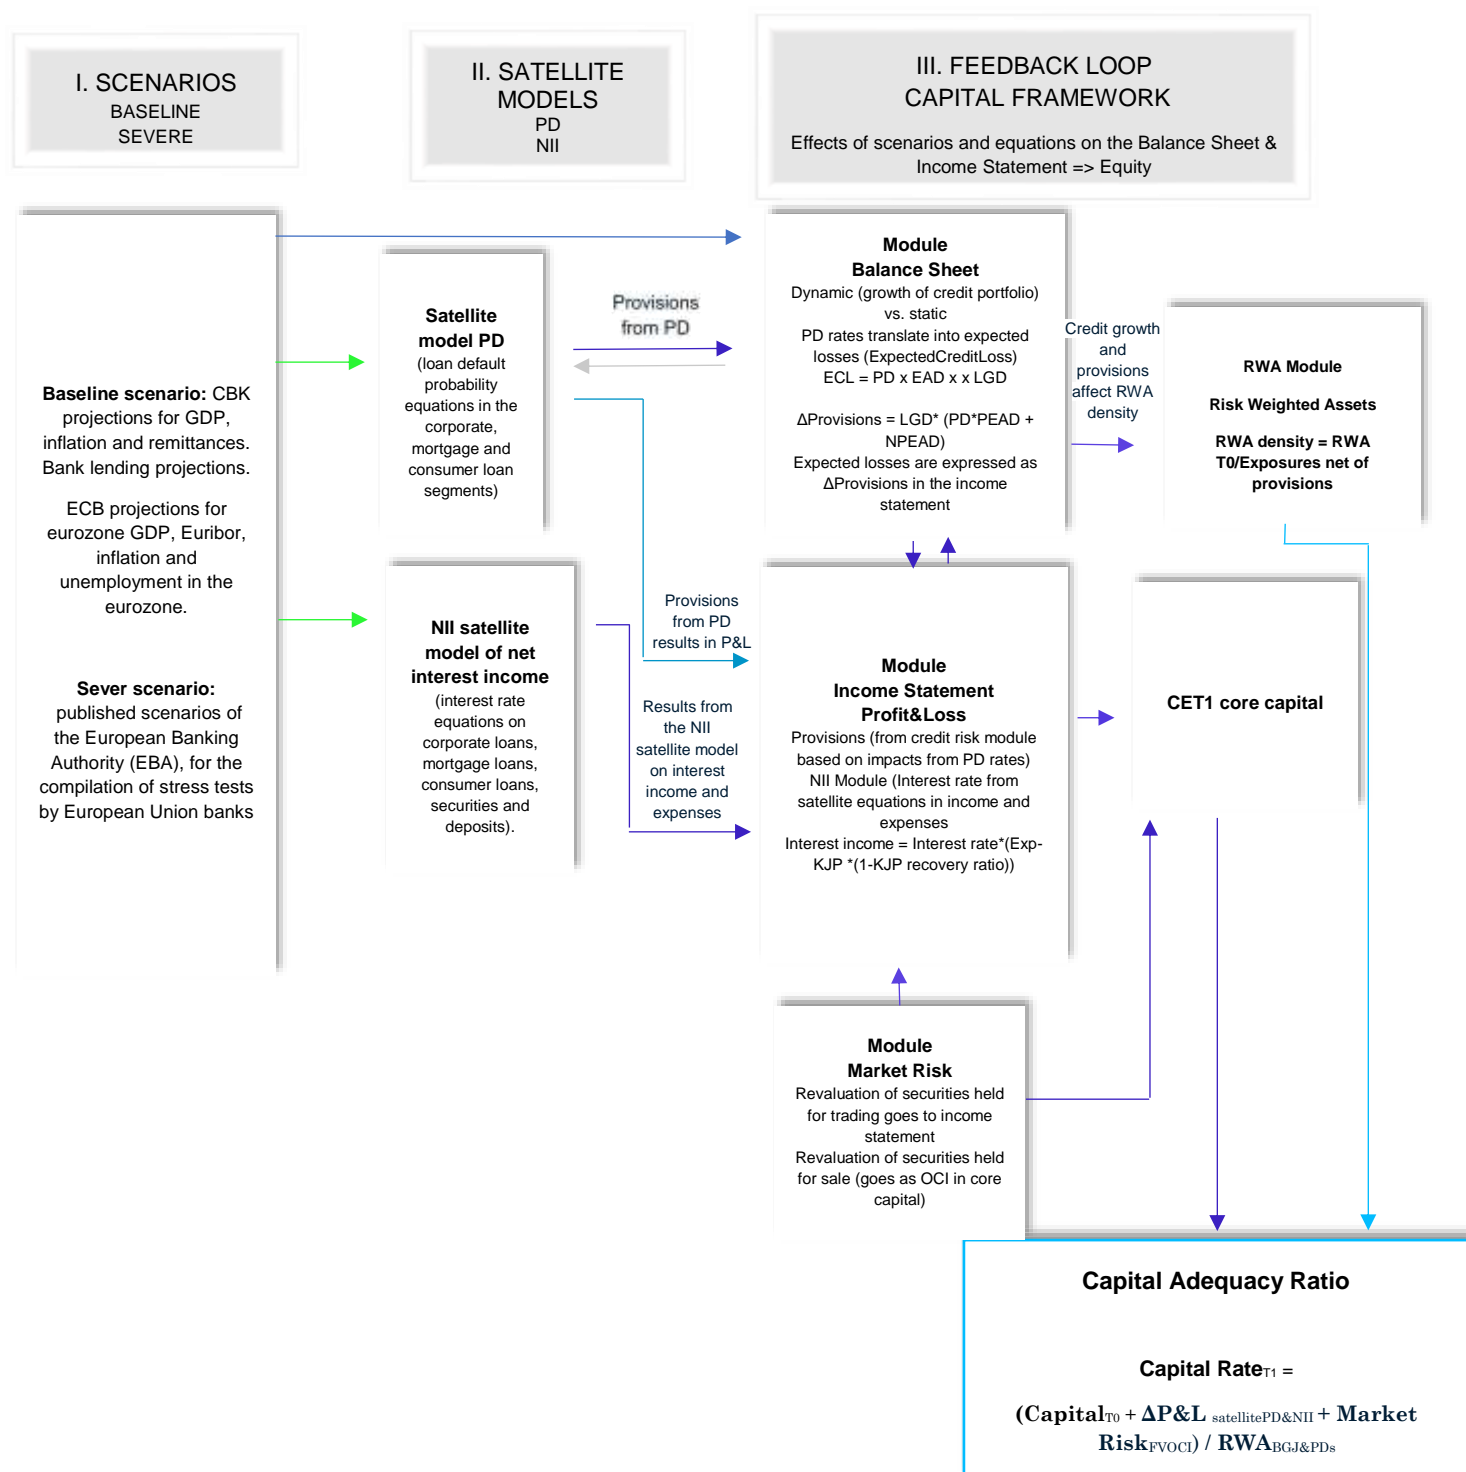 I. SCENARIOS
BASELINE
SEVERE
II. SATELLITE
MODELS
PD
NII
III. FEEDBACK LOOP
CAPITAL FRAMEWORK
Effects of scenarios and equations on the Balance Sheet &
Income Statement => Equity
Baseline scenario: CBK
projections for GDP,
inflation and remittances.
Bank lending projections.
ECB projections for
eurozone GDP, Euribor,
inflation and
unemployment in the
eurozone.
Sever scenario:
published scenarios of
the European Banking
Authority (EBA), for the
compilation of stress tests
by European Union banks
Satellite
model PD
(loan default
probability
equations in the
corporate,
mortgage and
consumer loan
segments)
NII satellite
model of net
interest income
(interest rate
equations on
corporate loans,
mortgage loans,
consumer loans,
securities and
deposits).
Provisions
from PD
Provisions
from PD
results in P&L
Results from
the NII
satellite model
on interest
income and
expenses
Module
Balance Sheet
Dynamic (growth of credit portfolio)
vs. static
PD rates translate into expected
losses (ExpectedCreditLoss)
ECL = PD x EAD x x LGD
ΔProvisions = LGD* (PD*PEAD +
NPEAD)
Expected losses are expressed as
ΔProvisions in the income
statement
Module
Income Statement
Profit&Loss
Provisions (from credit risk module
based on impacts from PD rates)
NII Module (Interest rate from
satellite equations in income and
expenses
Interest income = Interest rate*(Exp-
KJP *(1-KJP recovery ratio))
Module
Market Risk
Revaluation of securities held
for trading goes to income
statement
Revaluation of securities held
for sale (goes as OCI in core
capital)
Credit growth
and
provisions
affect RWA
density
RWA Module
Risk Weighted Assets
RWA density = RWA
T0/Exposures net of
provisions
CET1 core capital
Capital Adequacy Ratio
Capital RateT1 =
(CapitalT0 + ΔP&L satellitePD&NII + Market
RiskFVOCI) / RWABGJ&PDs